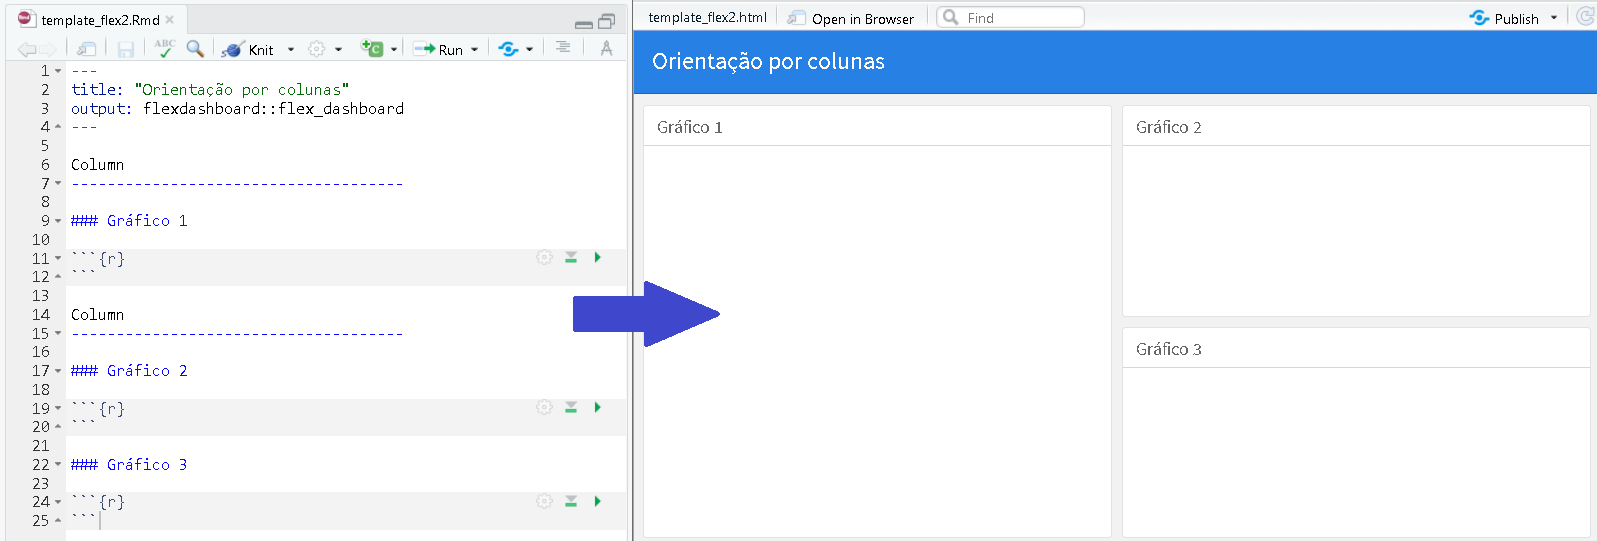 template_flex2.Rmd
ABC
Knit
Run
1 ---
2 title: "Orientação por colunas"
3 output: flexdashboard::flex_dashboard
4 ---
5
6 Column
7 -------------------------------------
8
9 ### Gráfico 1
10
11 ```{r}
12 ```
13
14 Column
15 -------------------------------------
16
17 ### Gráfico 2
18
19 ```{r}
20 ```
21
22 ### Gráfico 3
23
24 ```{r}
25 ```
template_flex2.html
Open in Browser
Find
Publish
Orientação por colunas
Gráfico 1
Gráfico 2
Gráfico 3